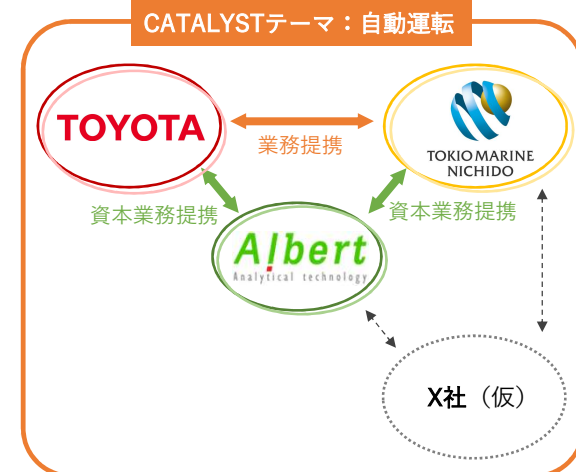 CATALYSTテーマ：自動運転
TOYOTA
業務提携
TOKIO MARINE
NICHIDO
資本業務提携
資本業務提携
Albert
Analytical technology
X社（仮）